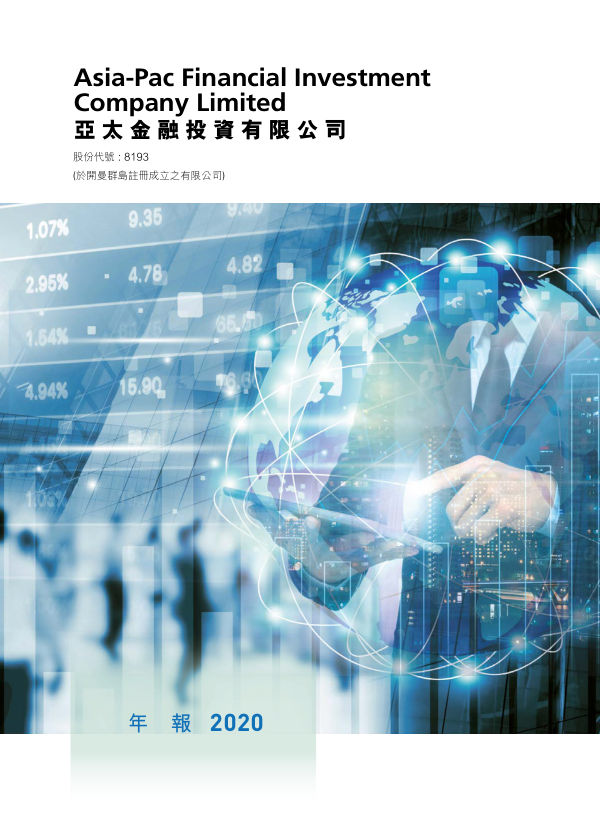 Asia-Pac Financial Investment
Company Limited
亞太金融投資有限公司
股份代號：8193
(於開曼群島註冊成立之有限公司)
1.07% 9.35 9.40
2.95% 4.78 4.82
1.54%
4.94% 15.90
年報 2020